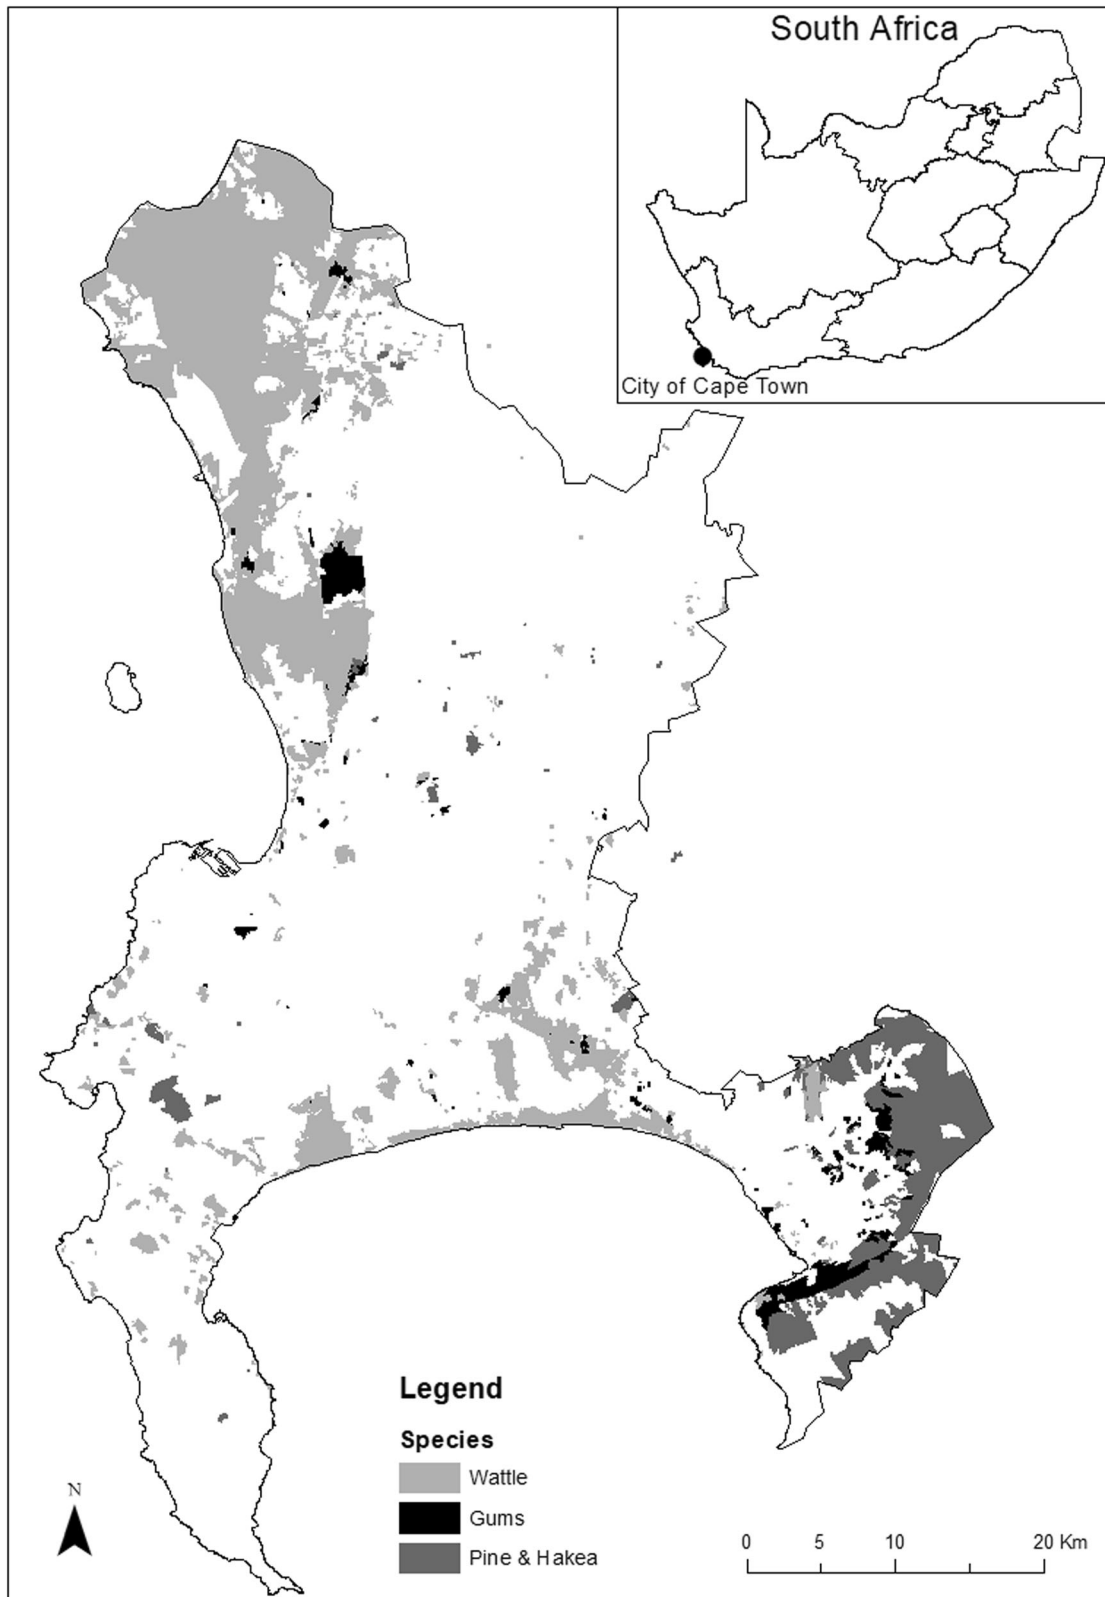 South Africa
City of Cape Town
Legend
Species
Wattle
Gums
Pine & Hakea
N
0 5 10 20 Km